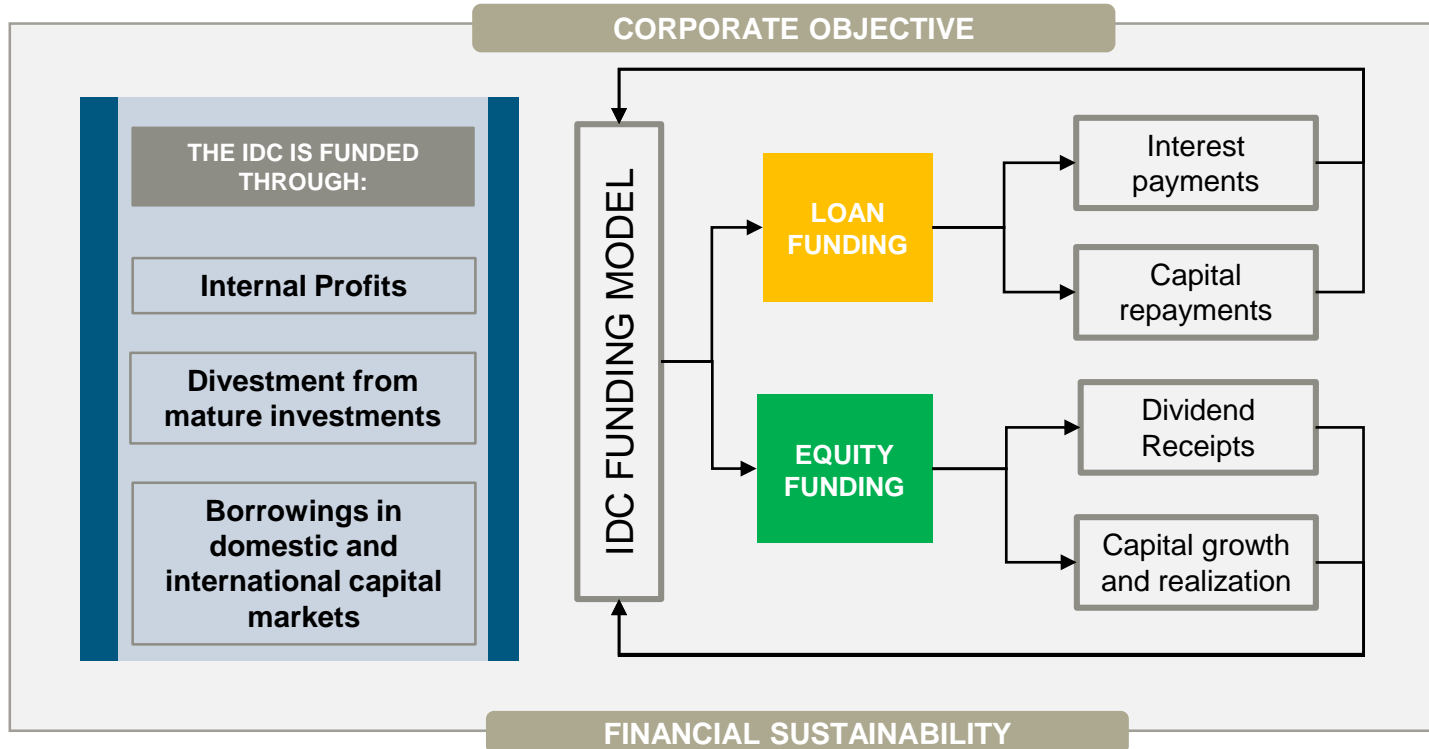 CORPORATE OBJECTIVE
THE IDC IS FUNDED
THROUGH:
Internal Profits
Divestment from
mature investments
Borrowings in
domestic and
international capital
markets
IDC FUNDING MODEL
LOAN
FUNDING
EQUITY
FUNDING
Interest
payments
Capital
repayments
Dividend
Receipts
Capital growth
and realization
FINANCIAL SUSTAINABILITY